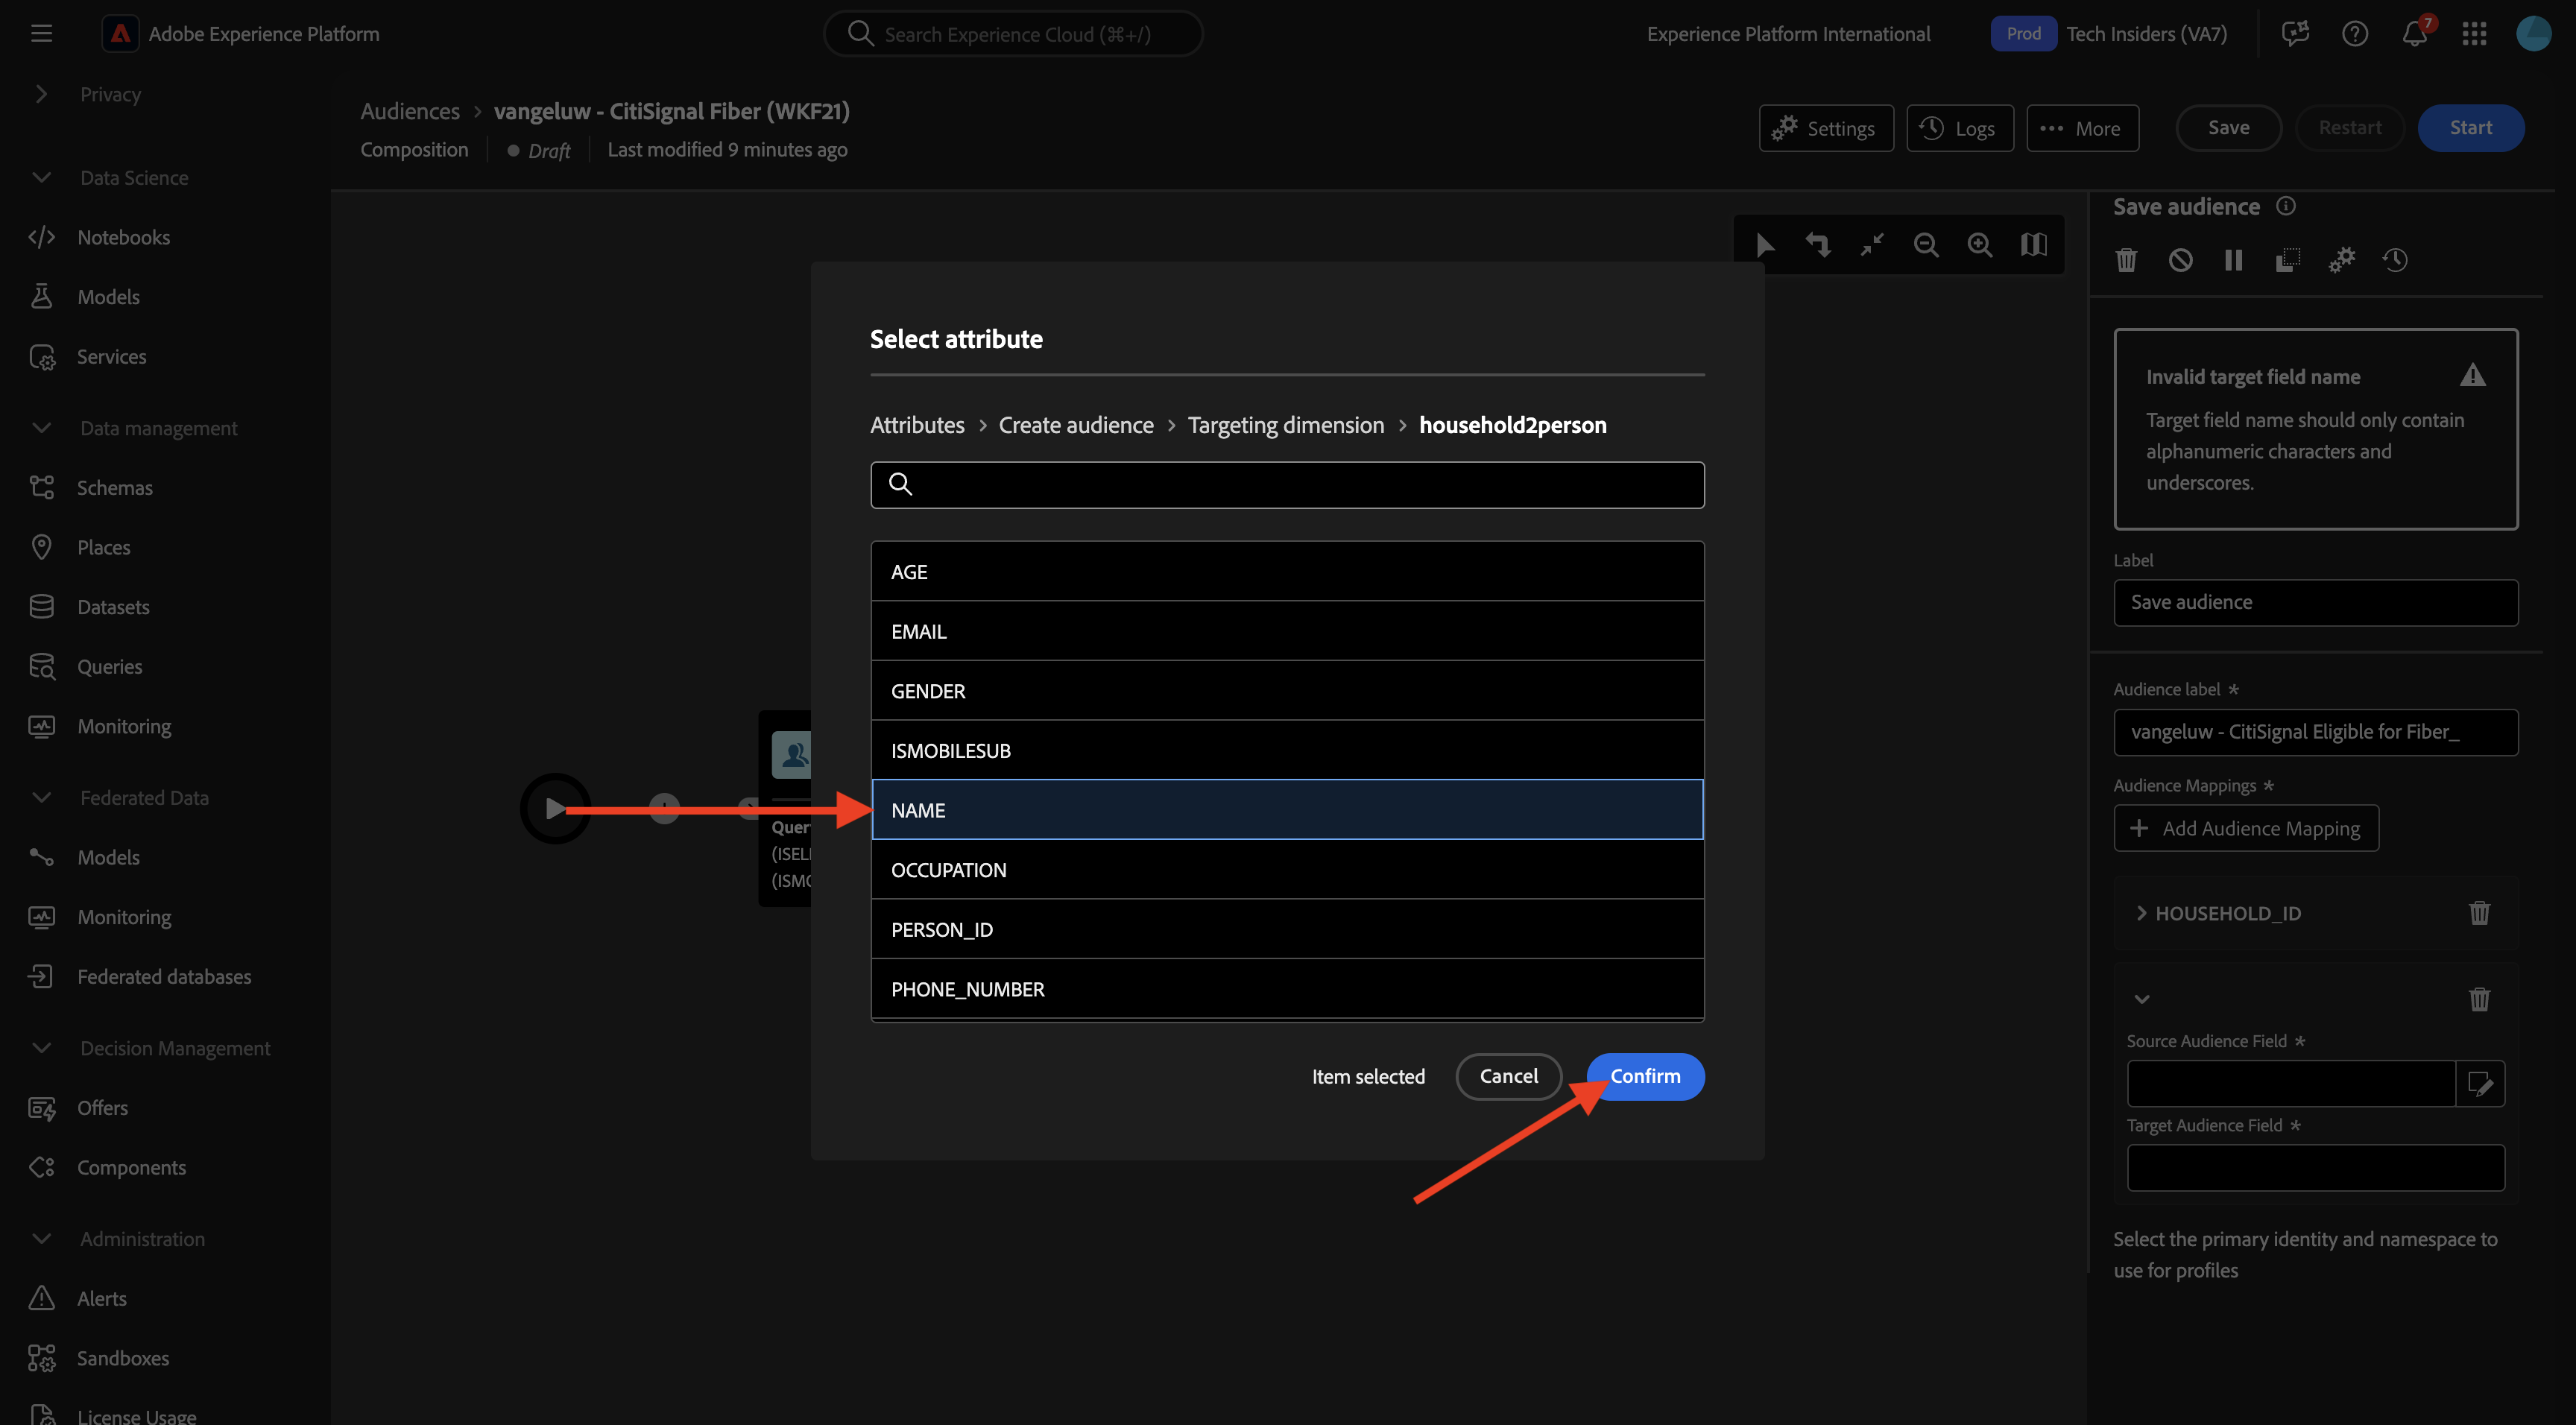 Adobe Experience Platform
Search Experience Cloud (⌘+/)
Experience Platform International
Prod
Tech Insiders (VA7)
7
Privacy
Data Science
Notebooks
Models
Services
Data management
Schemas
Places
Datasets
Queries
Monitoring
Federated Data
Models
Monitoring
Federated databases
Decision Management
Offers
Components
Administration
Alerts
Sandboxes
License Usage
Audiences > vangeluw - CitiSignal Fiber (WKF21)
Composition
Draft
Last modified 9 minutes ago
Settings
Logs
More
Save
Restart
Start
Quer
(ISELI
(ISMO
Select attribute
Attributes > Create audience > Targeting dimension > household2person
AGE
EMAIL
GENDER
ISMOBILESUB
NAME
OCCUPATION
PERSON_ID
PHONE_NUMBER
Item selected
Cancel
Confirm
Save audience
Invalid target field name
Target field name should only contain
alphanumeric characters and
underscores.
Label
Save audience
Audience label *
vangeluw - CitiSignal Eligible for Fiber_
Audience Mappings *
+ Add Audience Mapping
HOUSEHOLD_ID
Source Audience Field *
Target Audience Field *
Select the primary identity and namespace to
use for profiles